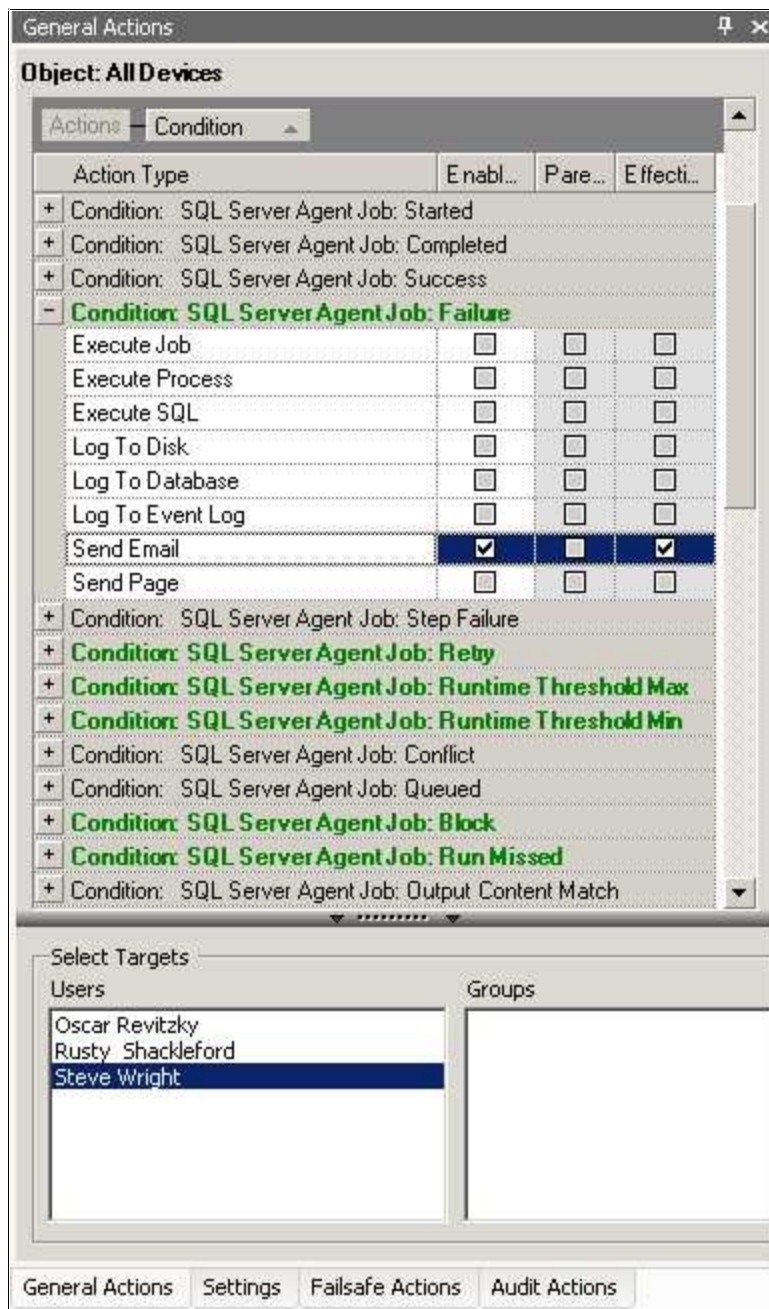 General Actions
Object: All Devices
Actions Condition
Action Type Enabl... Pare... Effecti...
Condition: SQL Server Agent Job: Started
Condition: SQL Server Agent Job: Completed
Condition: SQL Server Agent Job: Success
Condition: SQL Server Agent Job: Failure
Execute Job
Execute Process
Execute SQL
Log To Disk
Log To Database
Log To Event Log
Send Email
Send Page
Condition: SQL Server Agent Job: Step Failure
Condition: SQL Server Agent Job: Retry
Condition: SQL Server Agent Job: Runtime Threshold Max
Condition: SQL Server Agent Job: Runtime Threshold Min
Condition: SQL Server Agent Job: Conflict
Condition: SQL Server Agent Job: Queued
Condition: SQL Server Agent Job: Block
Condition: SQL Server Agent Job: Run Missed
Condition: SQL Server Agent Job: Output Content Match
Select Targets
Users Groups
Oscar Revitzky
Rusty Shackleford
Steve Wright
General Actions Settings Failsafe Actions Audit Actions